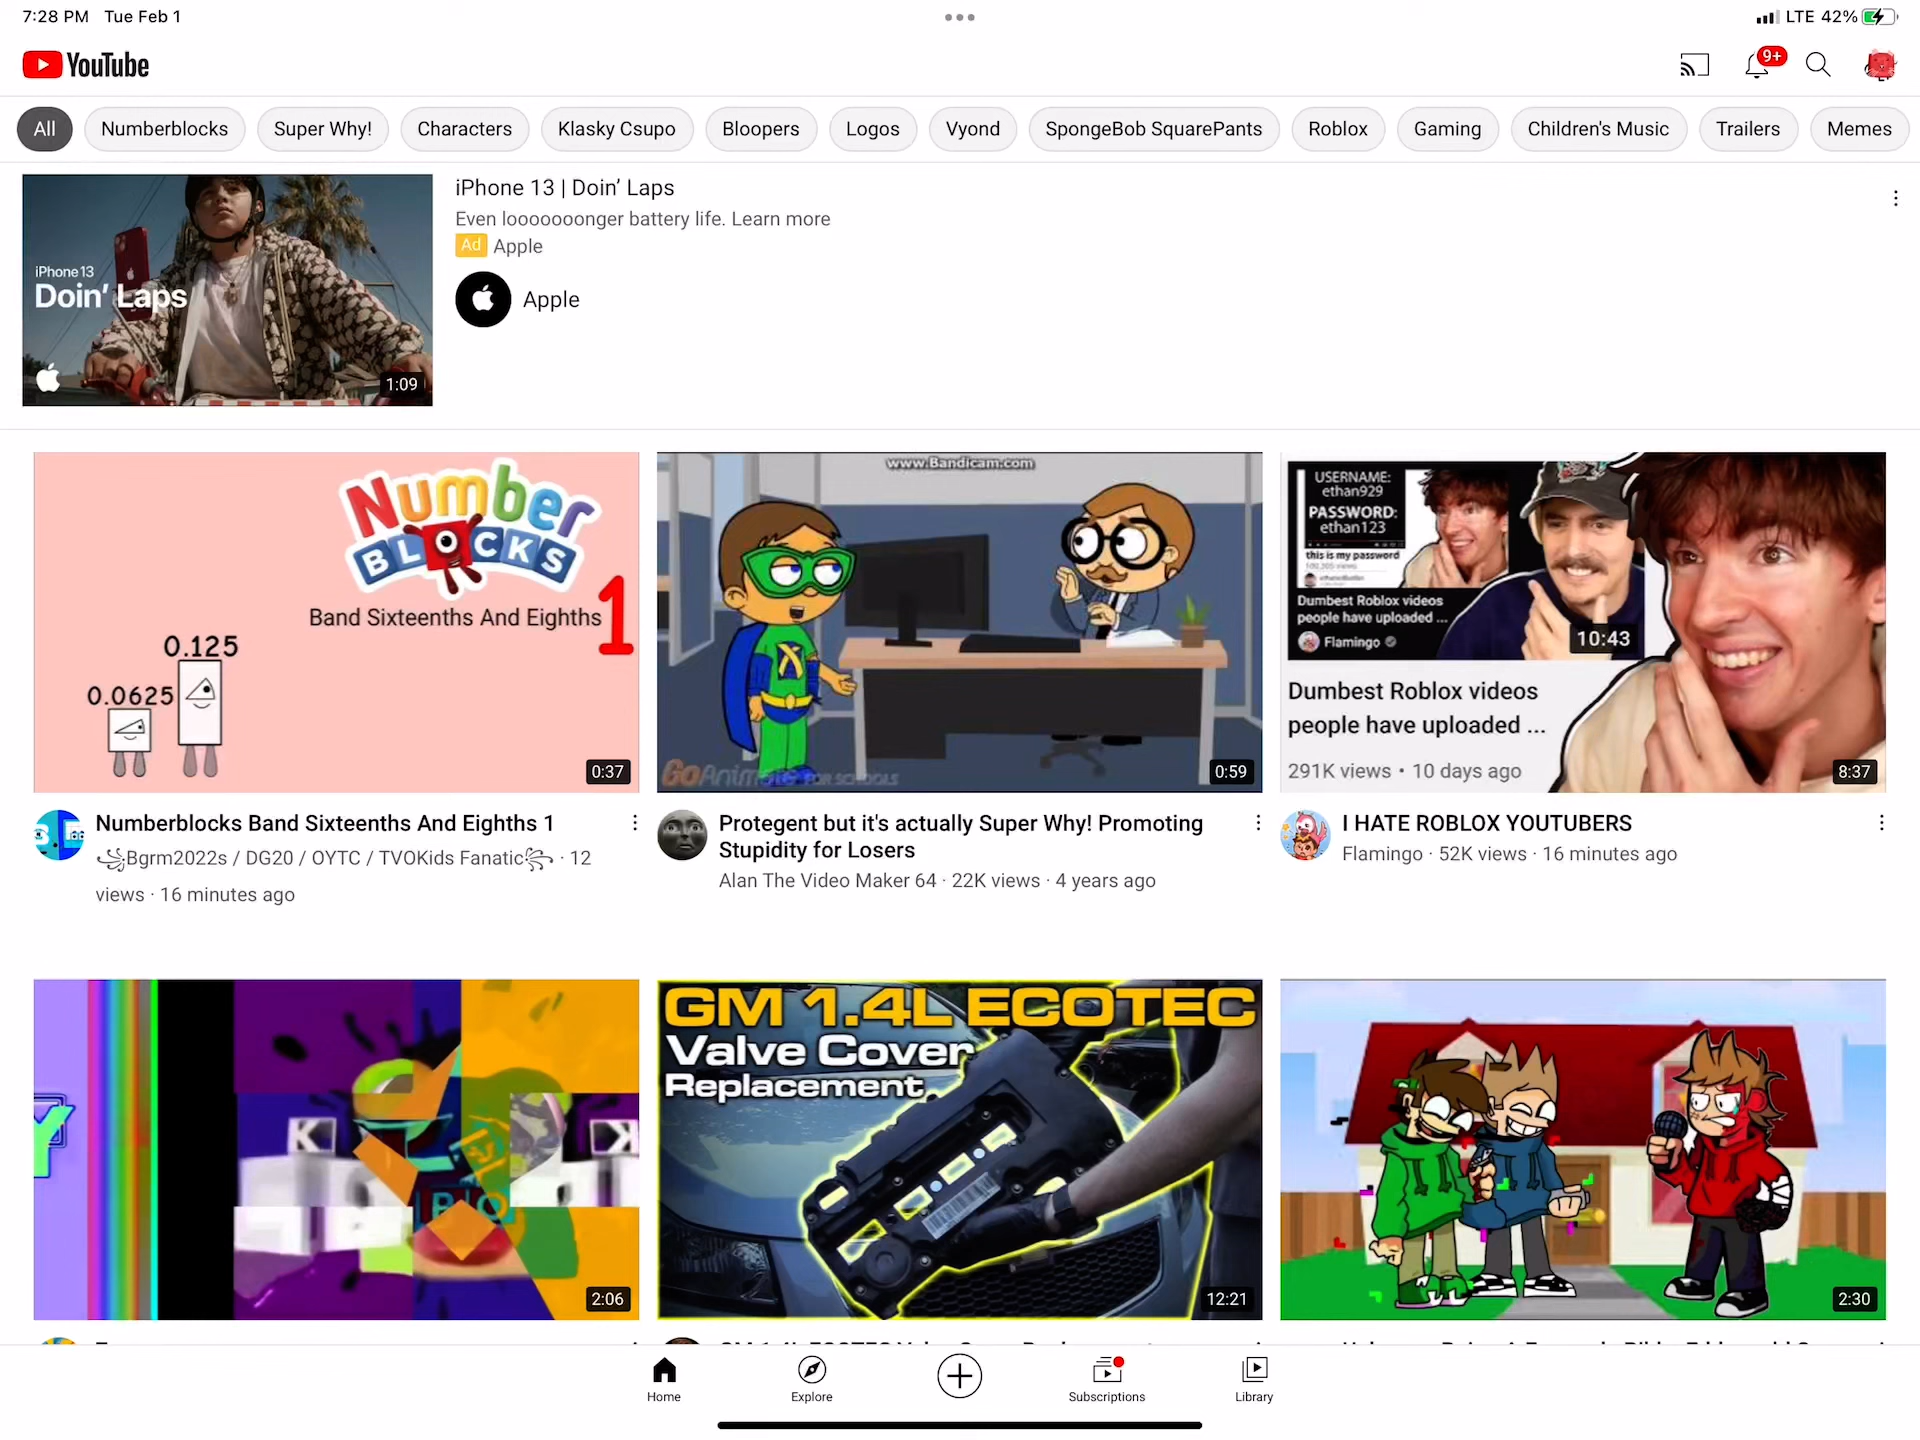 7:28 PM Tue Feb 1
LTE 42%
YouTube
9+
All
Numberblocks
Super Why!
Characters
Klasky Csupo
Bloopers
Logos
Vyond
SpongeBob SquarePants
Roblox
Gaming
Children's Music
Trailers
Memes
iPhone 13
Doin' Laps
1:09
iPhone 13 | Doin' Laps
Even looooooonger battery life. Learn more
Ad Apple
Apple
Number
BLOCKS
Band Sixteenths And Eighths 1
0.125
0.0625
0:37
www.Bandicam.com
GoAnimate FOR SCHOOLS
0:59
USERNAME:
ethan929
PASSWORD:
ethan123
this is my password
Dumbest Roblox videos
people have uploaded ...
Flamingo
10:43
Dumbest Roblox videos
people have uploaded ...
291K views • 10 days ago
8:37
Numberblocks Band Sixteenths And Eighths 1
Bgrm2022s / DG20 / OYTC / TVOKids Fanatic · 12
views · 16 minutes ago
Protegent but it's actually Super Why! Promoting
Stupidity for Losers
Alan The Video Maker 64 · 22K views · 4 years ago
I HATE ROBLOX YOUTUBERS
Flamingo · 52K views · 16 minutes ago
Y
K
K
2:06
GM 1.4L ECOTEC
Valve Cover
Replacement
12:21
2:30
Home
Explore
Subscriptions
Library